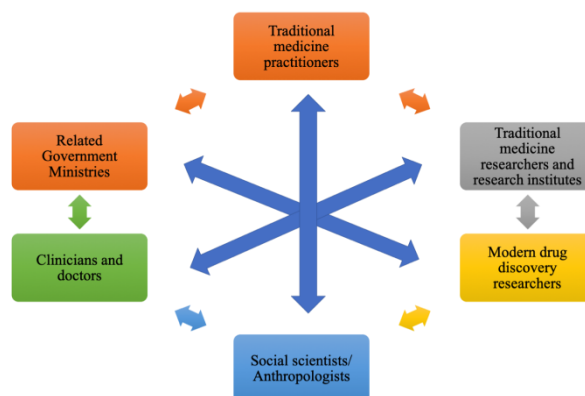 Traditional
medicine
practitioners
Related
Government
Ministries
Traditional
medicine
researchers and
research institutes
Clinicians and
doctors
Modern drug
discovery
researchers
Social scientists/
Anthropologists